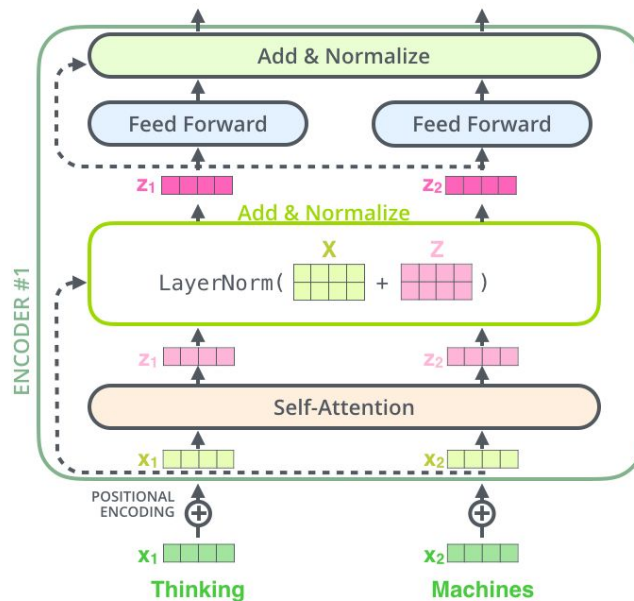 Add & Normalize
Feed Forward Feed Forward
z1 z2
Add & Normalize
X Z
LayerNorm( + )
ENCODER #1
z1 z2
Self-Attention
x1 x2
POSITIONAL
ENCODING
x1 x2
Thinking Machines